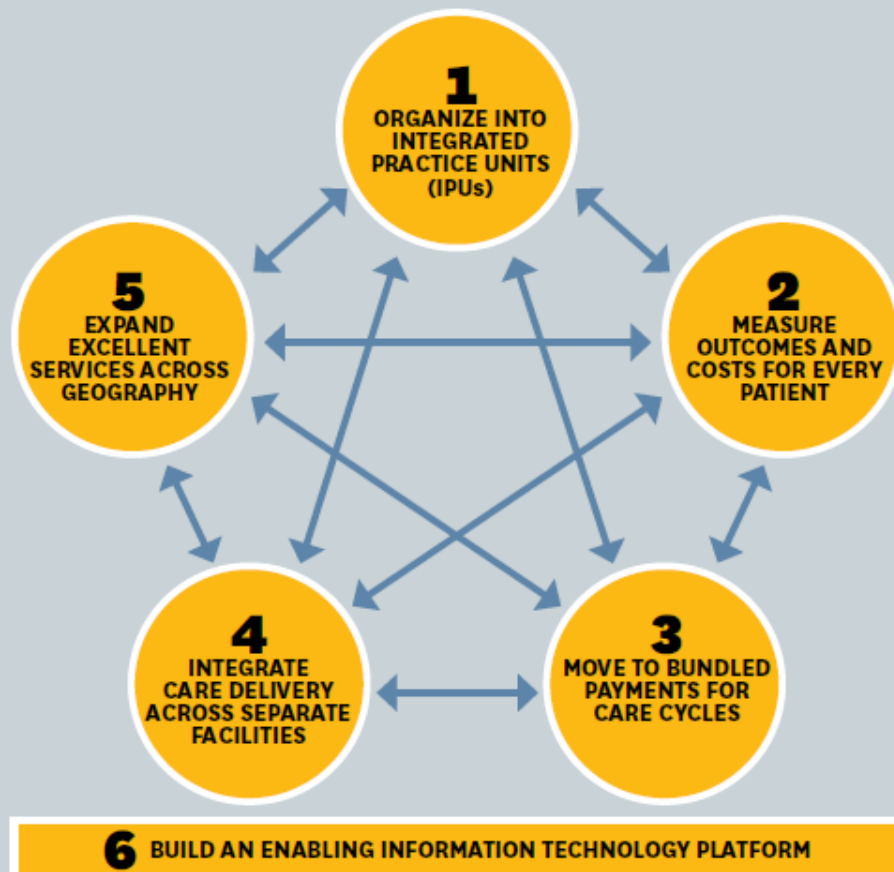 1
ORGANIZE INTO
INTEGRATED
PRACTICE UNITS
(IPUs)
2
MEASURE
OUTCOMES AND
COSTS FOR EVERY
PATIENT
3
MOVE TO BUNDLED
PAYMENTS FOR
CARE CYCLES
4
INTEGRATE
CARE DELIVERY
ACROSS SEPARATE
FACILITIES
5
EXPAND
EXCELLENT
SERVICES ACROSS
GEOGRAPHY
6 BUILD AN ENABLING INFORMATION TECHNOLOGY PLATFORM